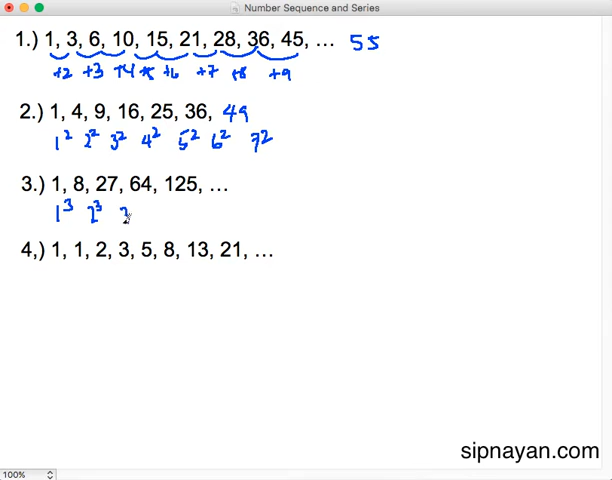 Number Sequence and Series
1.) 1, 3, 6, 10, 15, 21, 28, 36, 45, ... 55
+2 +3 +4 +5 +6 +7 +8 +9
2.) 1, 4, 9, 16, 25, 36, 49
1² 2² 3² 4² 5² 6² 7²
3.) 1, 8, 27, 64, 125, ...
1³ 2³
4,) 1, 1, 2, 3, 5, 8, 13, 21, ...
sipnayan.com
100%